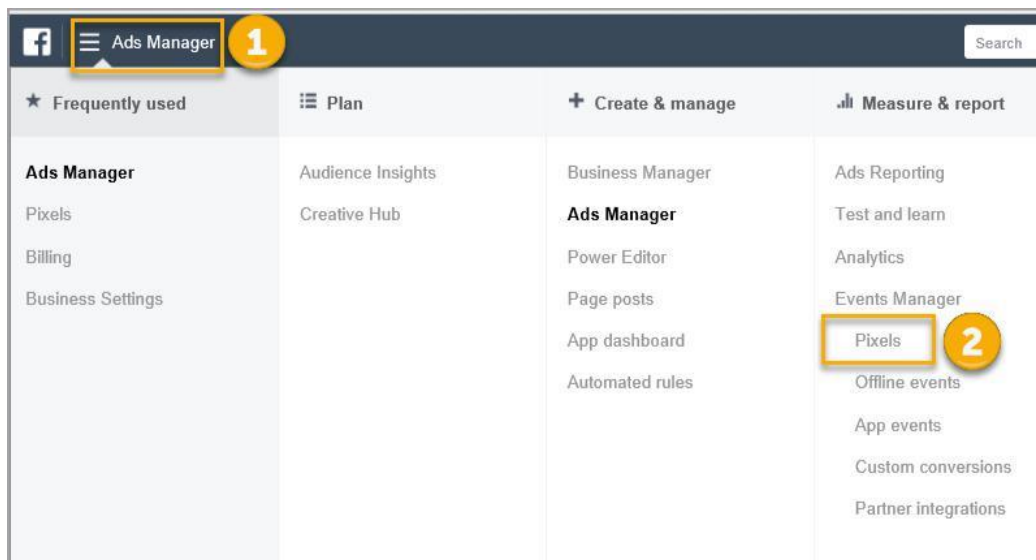 f Ads Manager 1 Search
Frequently used
Ads Manager
Pixels
Billing
Business Settings
Plan
Audience Insights
Creative Hub
Create & manage
Business Manager
Ads Manager
Power Editor
Page posts
App dashboard
Automated rules
Measure & report
Ads Reporting
Test and learn
Analytics
Events Manager
Pixels 2
Offline events
App events
Custom conversions
Partner integrations